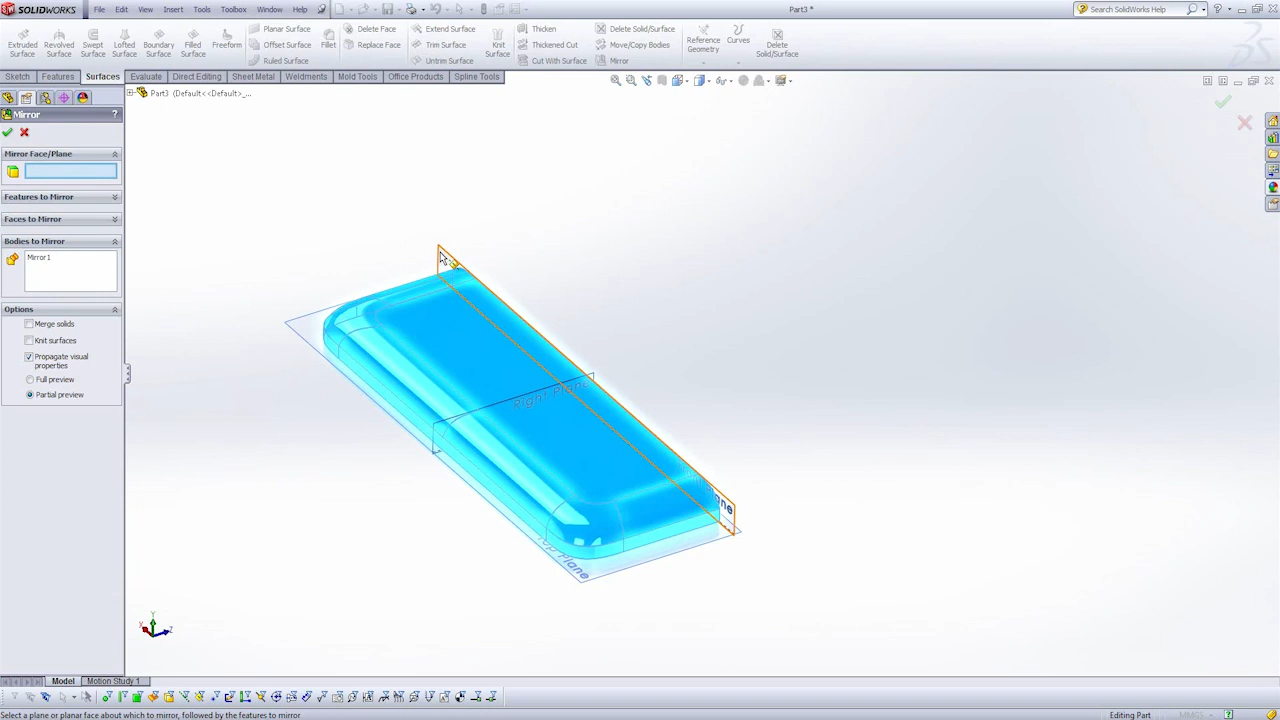 SOLIDWORKS File Edit View Insert Tools Toolbox Window Help Part3 * Search SolidWorks Help
Extruded Surface Revolved Surface Swept Surface Lofted Surface Boundary Surface Filled Surface Freeform
Planar Surface
Offset Surface
Ruled Surface
Fillet
Delete Face
Replace Face
Extend Surface
Trim Surface
Untrim Surface
Knit Surface
Thicken
Thickened Cut
Cut With Surface
Delete Solid/Surface
Move/Copy Bodies
Mirror
Reference Geometry
Curves
Delete Solid/Surface
Sketch Features Surfaces Evaluate Direct Editing Sheet Metal Weldments Mold Tools Office Products Spline Tools
Part3 (Default<<Default>_...
Mirror ?
Mirror Face/Plane
Features to Mirror
Faces to Mirror
Bodies to Mirror
Mirror1
Options
Merge solids
Knit surfaces
Propagate visual
properties
Full preview
Partial preview
Right Plane
Top Plane
Y
Z
Model Motion Study 1
Select a plane or planar face about which to mirror, followed by the features to mirror Editing Part MMGS